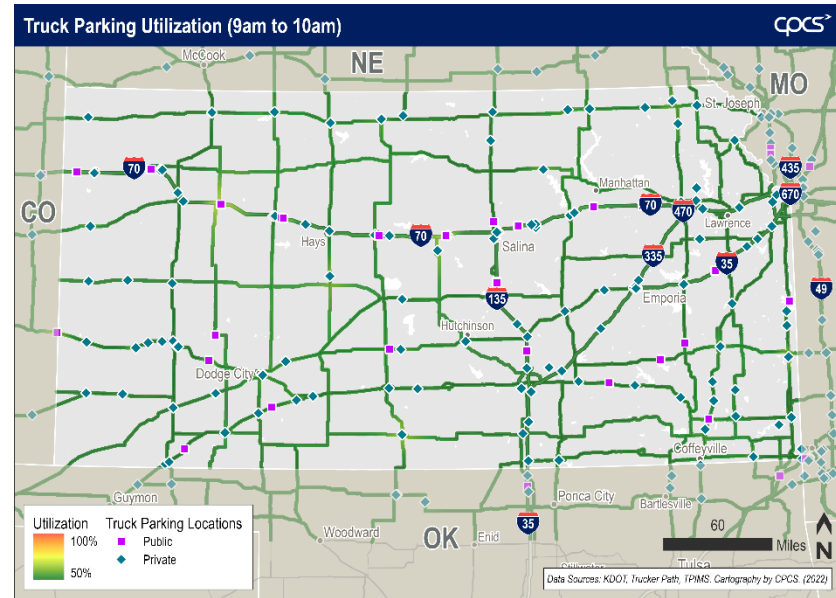 Truck Parking Utilization (9am to 10am)
cpcs
McCook
NE
MO
St. Joseph
70
435
Manhattan
670
CO
70
470
Lawrence
Hays
70
Salina
335
35
135
Emporia
49
Hutchinson
Dodge City
Coffeyville
Guymon
Ponca City
Bartlesville
Utilization
Truck Parking Locations
100%
Public
Private
50%
35
60
Miles
N
Woodward
OK
Enid
Stillwater
Tulsa
Data Sources: KDOT, Trucker Path, TPIMS. Cartography by CPCS. (2022)